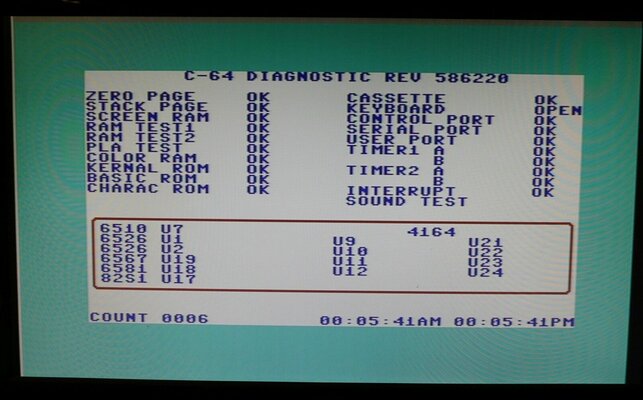 C-64 DIAGNOSTIC REV 586220
ZERO PAGE OK CASSETTE OK
STACK PAGE OK KEYBOARD OPEN
SCREEN RAM OK CONTROL PORT OK
RAM TEST1 OK SERIAL PORT OK
RAM TEST2 OK USER PORT OK
PLA TEST OK TIMER1 A OK
COLOR RAM OK B OK
KERNAL ROM OK TIMER2 A OK
BASIC ROM OK B OK
CHARAC ROM OK INTERRUPT OK
SOUND TEST
6510 U7 4164
6526 U1 U9 U21
6526 U2 U10 U22
6567 U19 U11 U23
6581 U18 U12 U24
82S1 U17
COUNT 0006 00:05:41AM 00:05:41PM